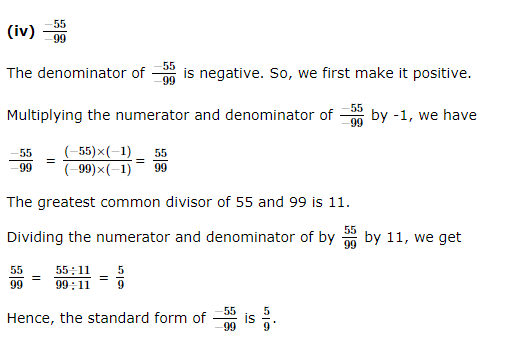 (iv) -55/-99
The denominator of -55/-99 is negative. So, we first make it positive.
Multiplying the numerator and denominator of -55/-99 by -1, we have
-55/-99 = (-55)×(-1)/(-99)×(-1) = 55/99
The greatest common divisor of 55 and 99 is 11.
Dividing the numerator and denominator of by 55/99 by 11, we get
55/99 = 55÷11/99÷11 = 5/9
Hence, the standard form of -55/-99 is 5/9.